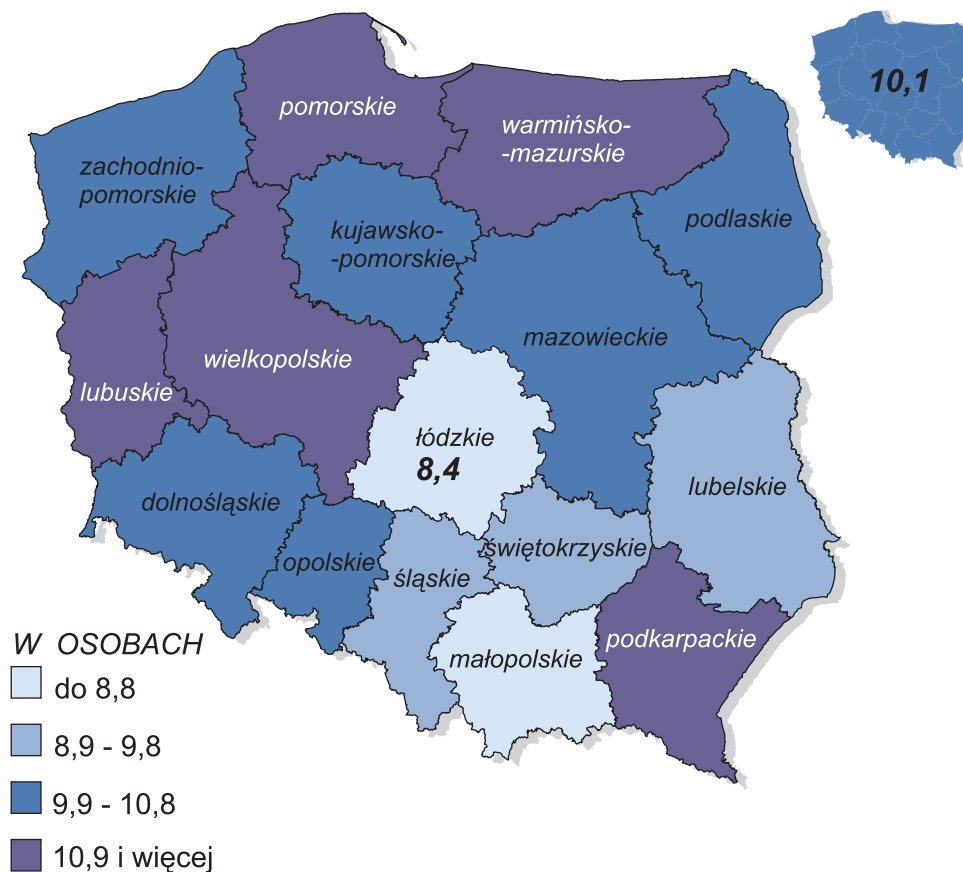 pomorskie
10,1
warmińsko-
-mazurskie
zachodnio-
pomorskie
podlaskie
kujawsko-
-pomorskie
mazowieckie
wielkopolskie
lubuskie
łódzkie
8,4
lubelskie
dolnośląskie
świętokrzyskie
opolskie
śląskie
podkarpackie
małopolskie
W OSOBACH
do 8,8
8,9 - 9,8
9,9 - 10,8
10,9 i więcej